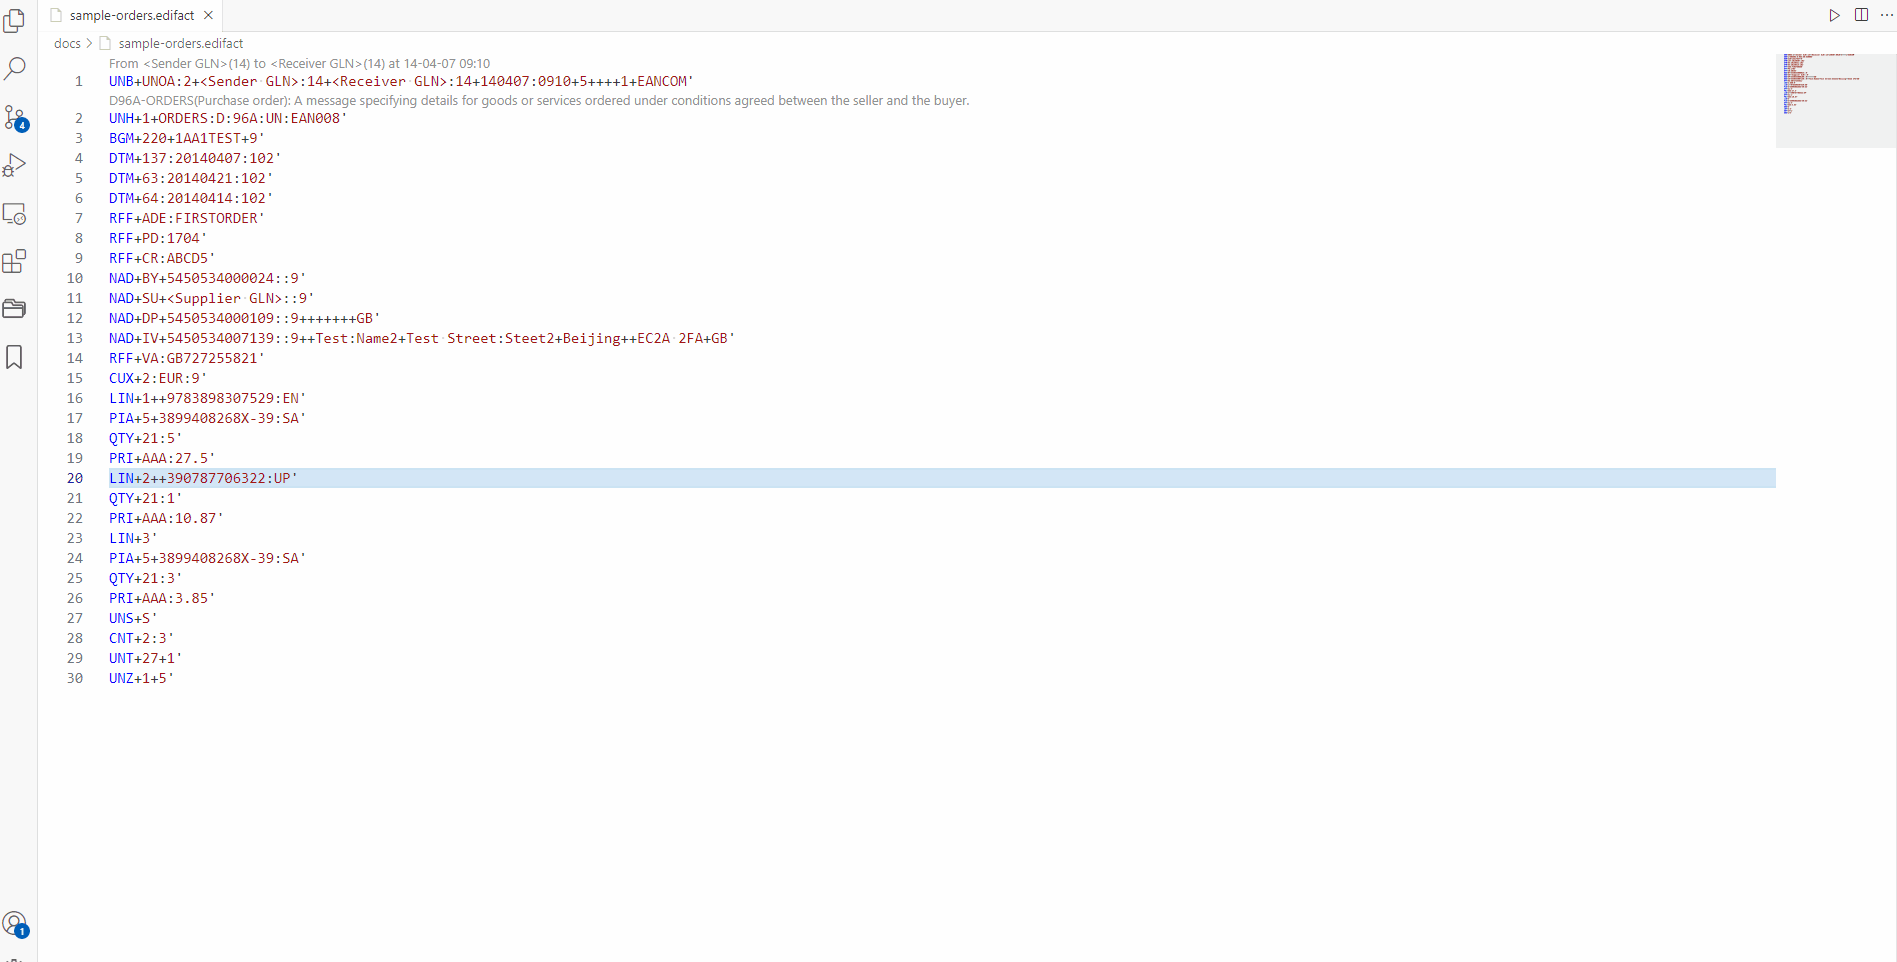 sample-orders.edifact
docs > sample-orders.edifact
From <Sender GLN>(14) to <Receiver GLN>(14) at 14-04-07 09:10
1 UNB+UNOA:2+<Sender GLN>:14+<Receiver GLN>:14+140407:0910+5++++1+EANCOM'
D96A-ORDERS(Purchase order): A message specifying details for goods or services ordered under conditions agreed between the seller and the buyer.
2 UNH+1+ORDERS:D:96A:UN:EAN008'
3 BGM+220+1AA1TEST+9'
4 DTM+137:20140407:102'
4
5 DTM+63:20140421:102'
6 DTM+64:20140414:102'
7 RFF+ADE:FIRSTORDER'
8 RFF+PD:1704'
9 RFF+CR:ABCD5'
10 NAD+BY+5450534000024::9'
11 NAD+SU+<Supplier GLN>::9'
12 NAD+DP+5450534000109::9+++++++GB'
13 NAD+IV+5450534007139::9++Test:Name2+Test Street:Steet2+Beijing++EC2A 2FA+GB'
14 RFF+VA:GB727255821'
15 CUX+2:EUR:9'
16 LIN+1++9783898307529:EN'
17 PIA+5+3899408268X-39:SA'
18 QTY+21:5'
19 PRI+AAA:27.5'
20 LIN+2++390787706322:UP'
21 QTY+21:1'
22 PRI+AAA:10.87'
23 LIN+3'
24 PIA+5+3899408268X-39:SA'
25 QTY+21:3'
26 PRI+AAA:3.85'
27 UNS+S'
28 CNT+2:3'
29 UNT+27+1'
30 UNZ+1+5'
1